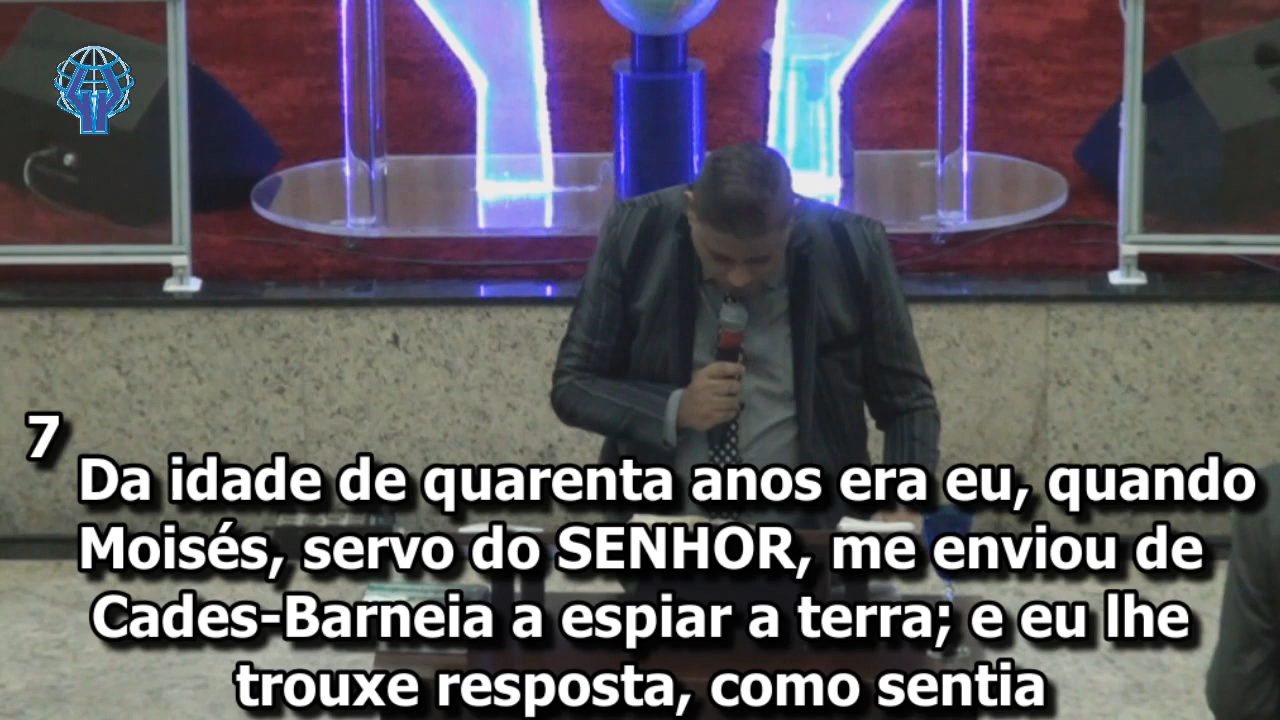 7
Da idade de quarenta anos era eu, quando
Moisés, servo do SENHOR, me enviou de
Cades-Barneia a espiar a terra; e eu lhe
trouxe resposta, como sentia